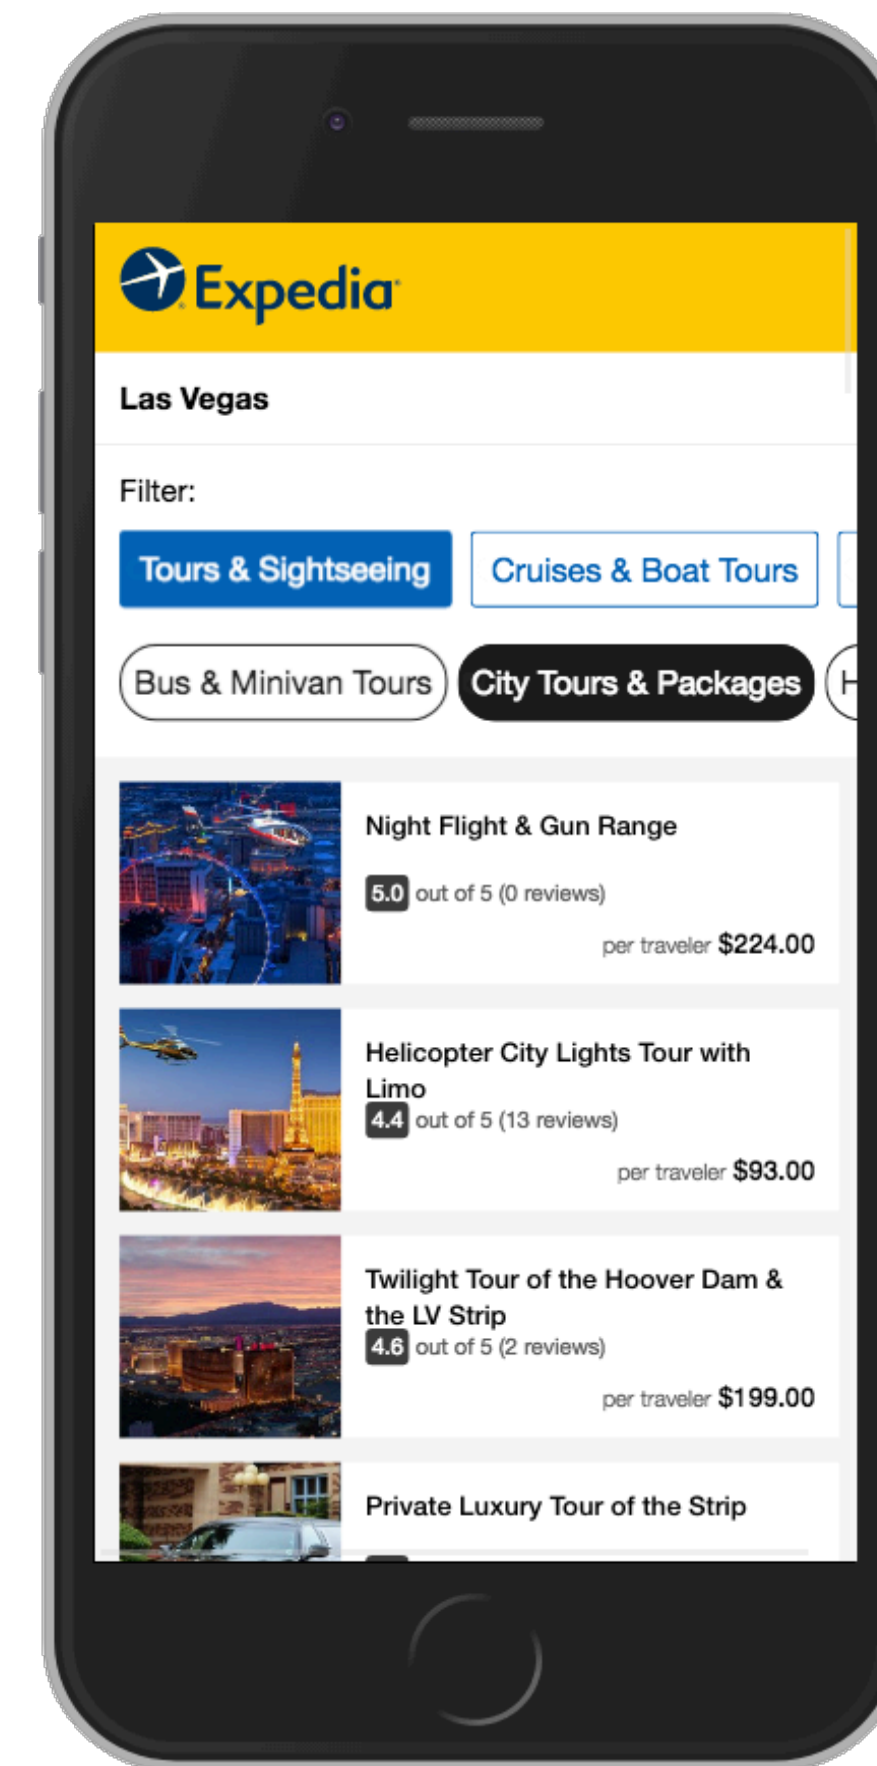 Expedia
Las Vegas
Filter:
Tours & Sightseeing Cruises & Boat Tours
Bus & Minivan Tours City Tours & Packages H
Night Flight & Gun Range
5.0 out of 5 (0 reviews)
per traveler $224.00
Helicopter City Lights Tour with
Limo
4.4 out of 5 (13 reviews)
per traveler $93.00
Twilight Tour of the Hoover Dam &
the LV Strip
4.6 out of 5 (2 reviews)
per traveler $199.00
Private Luxury Tour of the Strip